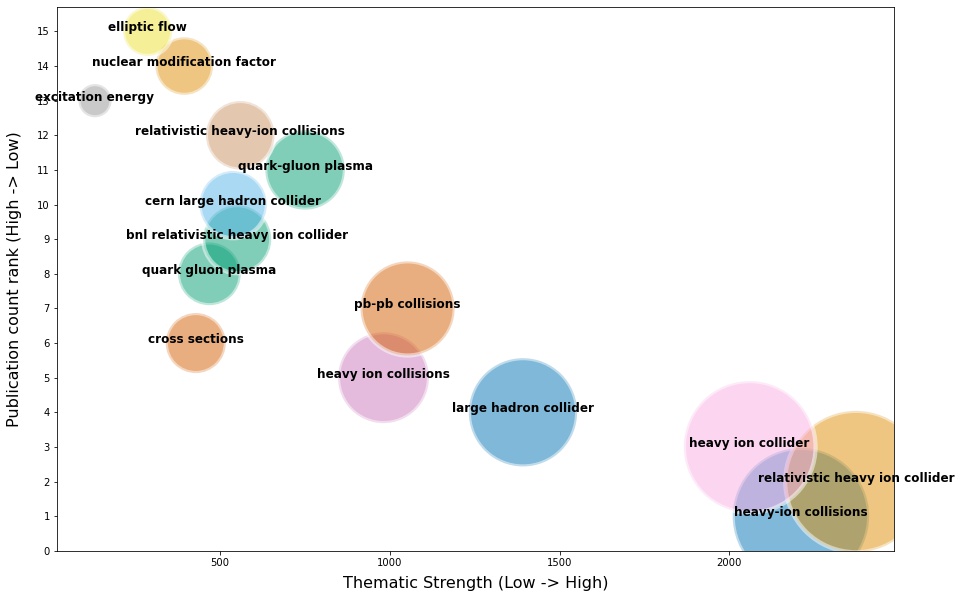 15
elliptic flow
14
nuclear modification factor
13
excitation energy
12
relativistic heavy-ion collisions
11
quark-gluon plasma
10
cern large hadron collider
9
bnl relativistic heavy ion collider
8
quark gluon plasma
7
pb-pb collisions
6
cross sections
5
heavy ion collisions
4
large hadron collider
3
heavy ion collider
2
relativistic heavy ion collider
1
heavy-ion collisions
0
Publication count rank (High -> Low)
500 1000 1500 2000
Thematic Strength (Low -> High)